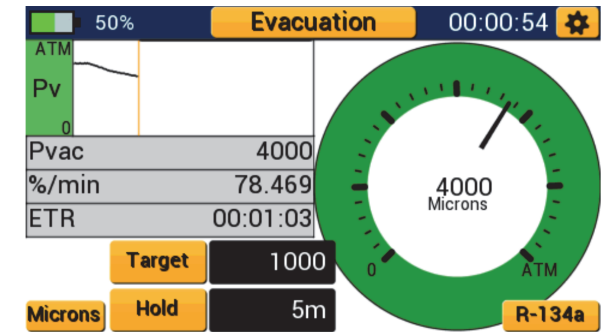 50% Evacuation 00:00:54
ATM
Pv
0
Pvac 4000
%/min 78.469
ETR 00:01:03
Target 1000
Microns Hold 5m
4000
Microns
0 ATM
R-134a